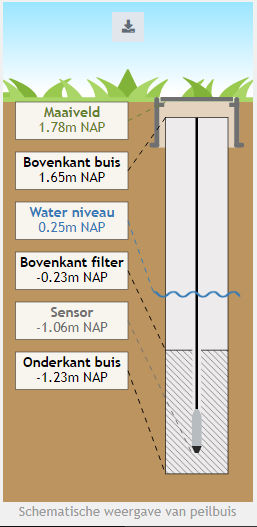 Maaiveld
1.78m NAP
Bovenkant buis
1.65m NAP
Water niveau
0.25m NAP
Bovenkant filter
-0.23m NAP
Sensor
-1.06m NAP
Onderkant buis
-1.23m NAP
Schematische weergave van peilbuis